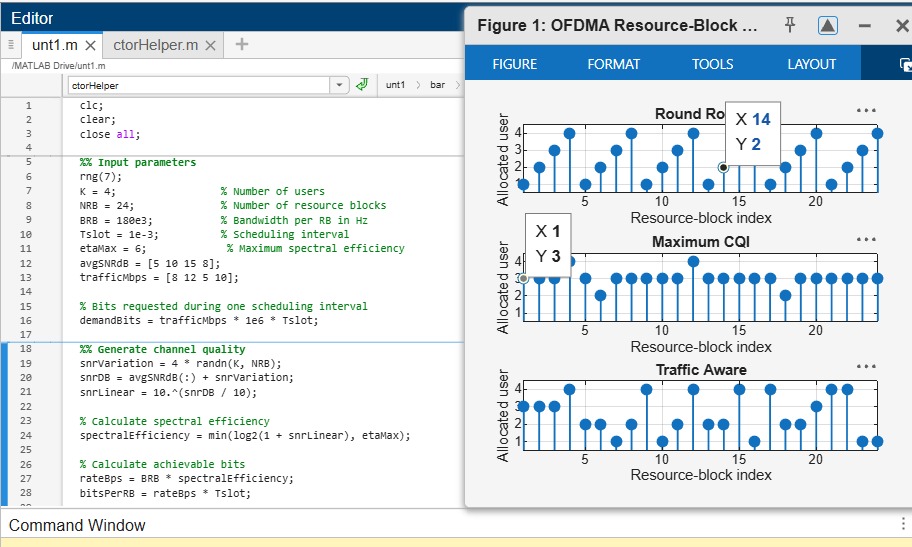 Editor
unt1.m
ctorHelper.m
/MATLAB Drive/unt1.m
ctorHelper
unt1
bar
1 clc;
2 clear;
3 close all;
4
5 %% Input parameters
6 rng(7);
7 K = 4; % Number of users
8 NRB = 24; % Number of resource blocks
9 BRB = 180e3; % Bandwidth per RB in Hz
10 Tslot = 1e-3; % Scheduling interval
11 etaMax = 6; % Maximum spectral efficiency
12 avgSNRdB = [5 10 15 8];
13 trafficMbps = [8 12 5 10];
14
15 % Bits requested during one scheduling interval
16 demandBits = trafficMbps * 1e6 * Tslot;
17
18 %% Generate channel quality
19 snrVariation = 4 * randn(K, NRB);
20 snrDB = avgSNRdB(:) + snrVariation;
21 snrLinear = 10.^(snrDB / 10);
22
23 % Calculate spectral efficiency
24 spectralEfficiency = min(log2(1 + snrLinear), etaMax);
25
26 % Calculate achievable bits
27 rateBps = BRB * spectralEfficiency;
28 bitsPerRB = rateBps * Tslot;
Command Window
Figure 1: OFDMA Resource-Block ...
FIGURE FORMAT TOOLS LAYOUT
Round Ro
X 14
Y 2
Allocated user
4
3
2
1
5 10 15 20
Resource-block index
Maximum CQI
X 1
Y 3
Allocated user
4
3
2
1
5 10 15 20
Resource-block index
Traffic Aware
Allocated user
4
3
2
1
5 10 15 20
Resource-block index